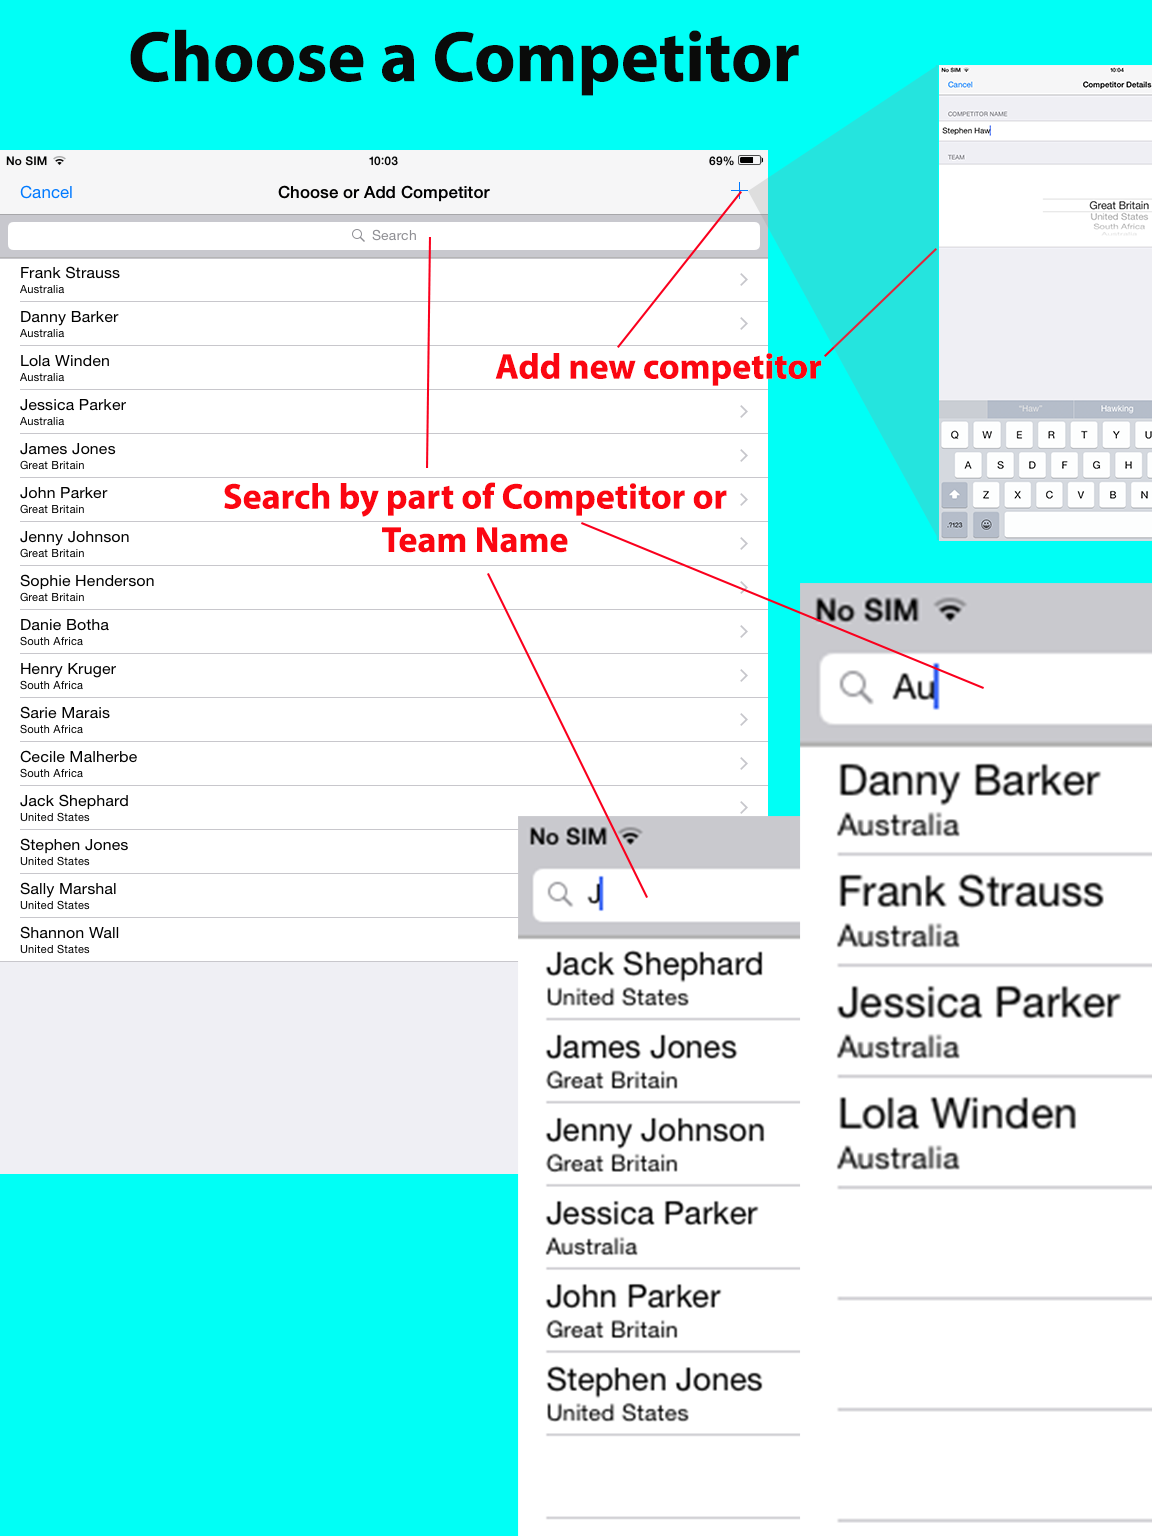 Choose a Competitor
No SIM 10:03 69%
Cancel Choose or Add Competitor +
Search
Frank Strauss
Australia
Danny Barker
Australia
Lola Winden
Australia
Jessica Parker
Australia
James Jones
Great Britain
John Parker
Great Britain
Jenny Johnson
Great Britain
Sophie Henderson
Great Britain
Danie Botha
South Africa
Henry Kruger
South Africa
Sarie Marais
South Africa
Cecile Malherbe
South Africa
Jack Shephard
United States
Stephen Jones
United States
Sally Marshal
United States
Shannon Wall
United States
Add new competitor
Search by part of Competitor or
Team Name
No SIM 10:04
Cancel Competitor Details
COMPETITOR NAME
Stephen Haw
TEAM
Great Britain
United States
South Africa
Australia
"Haw" Hawking
Q W E R T Y U
A S D F G H
Z X C V B N
.?123
No SIM
J
Jack Shephard
United States
James Jones
Great Britain
Jenny Johnson
Great Britain
Jessica Parker
Australia
John Parker
Great Britain
Stephen Jones
United States
No SIM
Au
Danny Barker
Australia
Frank Strauss
Australia
Jessica Parker
Australia
Lola Winden
Australia